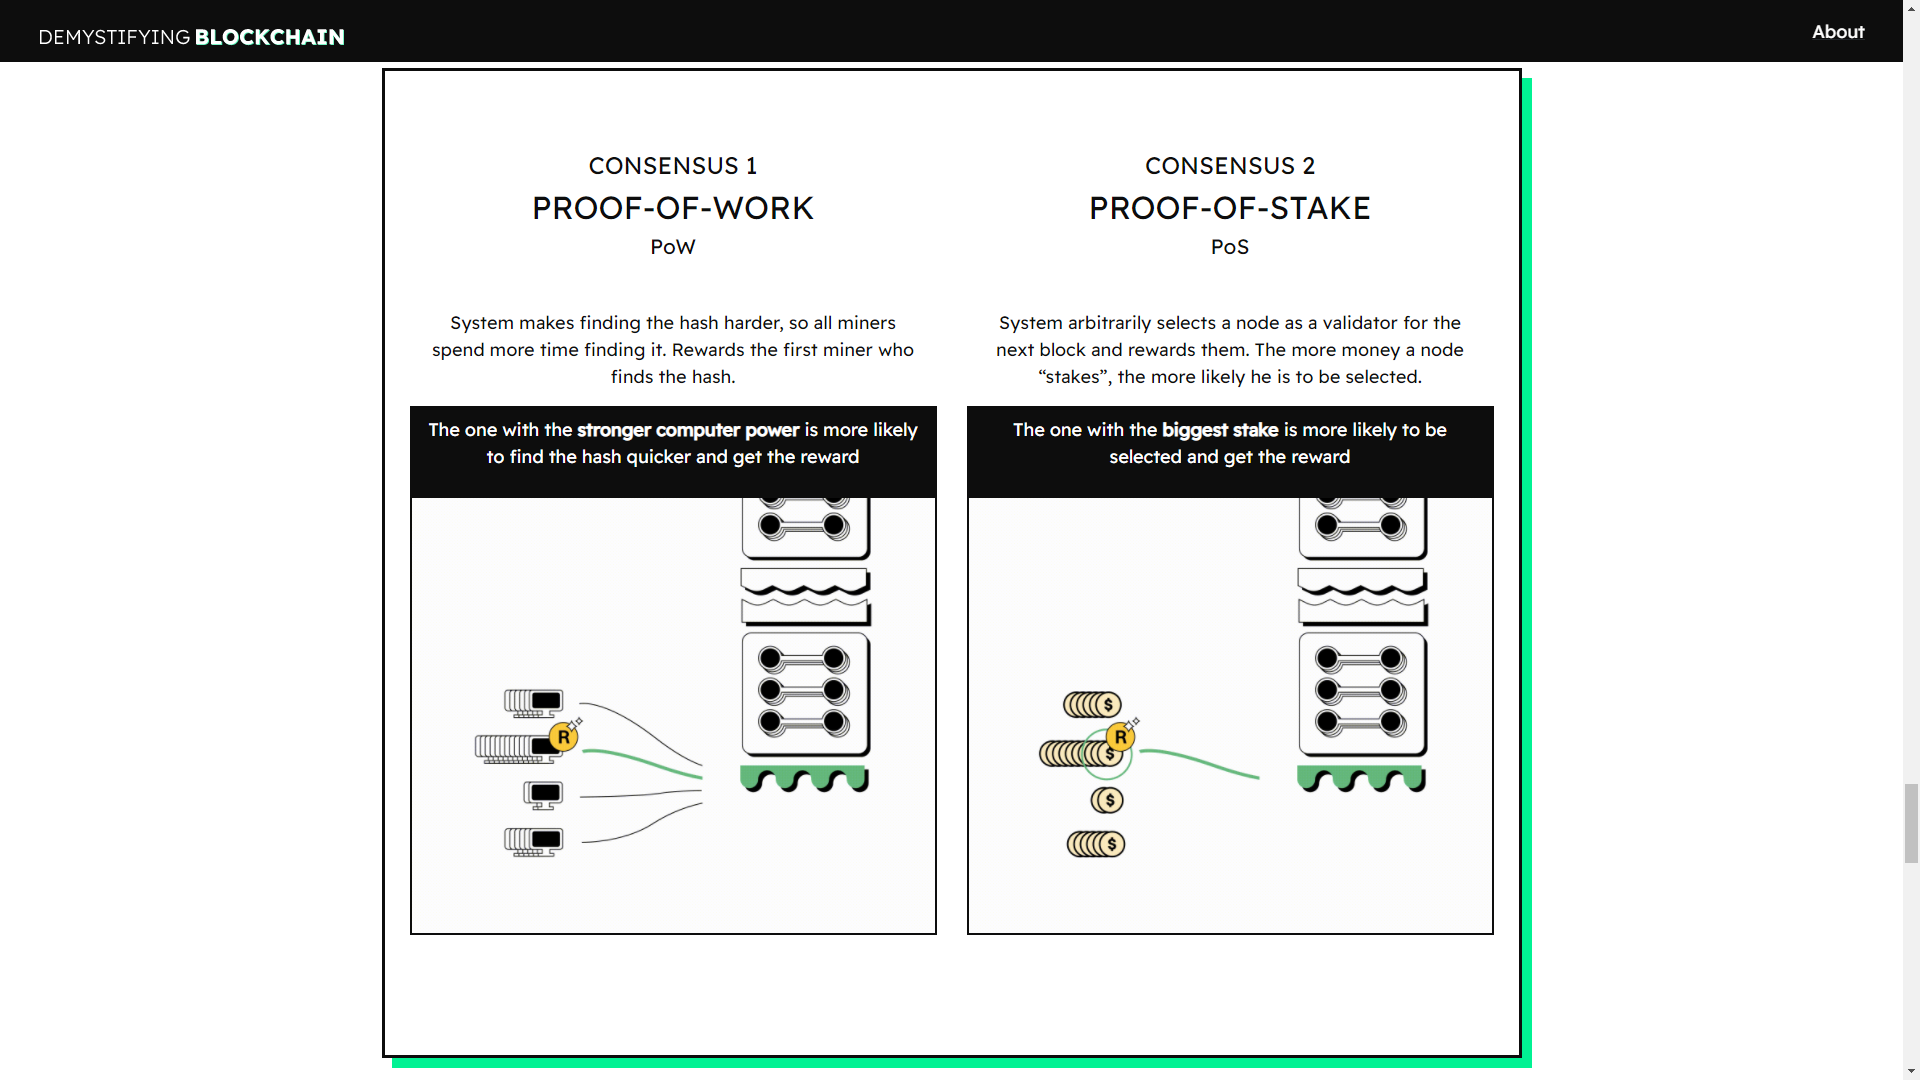 DEMYSTIFYING BLOCKCHAIN
About
CONSENSUS 1
PROOF-OF-WORK
PoW
System makes finding the hash harder, so all miners
spend more time finding it. Rewards the first miner who
finds the hash.
The one with the stronger computer power is more likely
to find the hash quicker and get the reward
R
CONSENSUS 2
PROOF-OF-STAKE
PoS
System arbitrarily selects a node as a validator for the
next block and rewards them. The more money a node
“stakes”, the more likely he is to be selected.
The one with the biggest stake is more likely to be
selected and get the reward
$
R
$
$
$